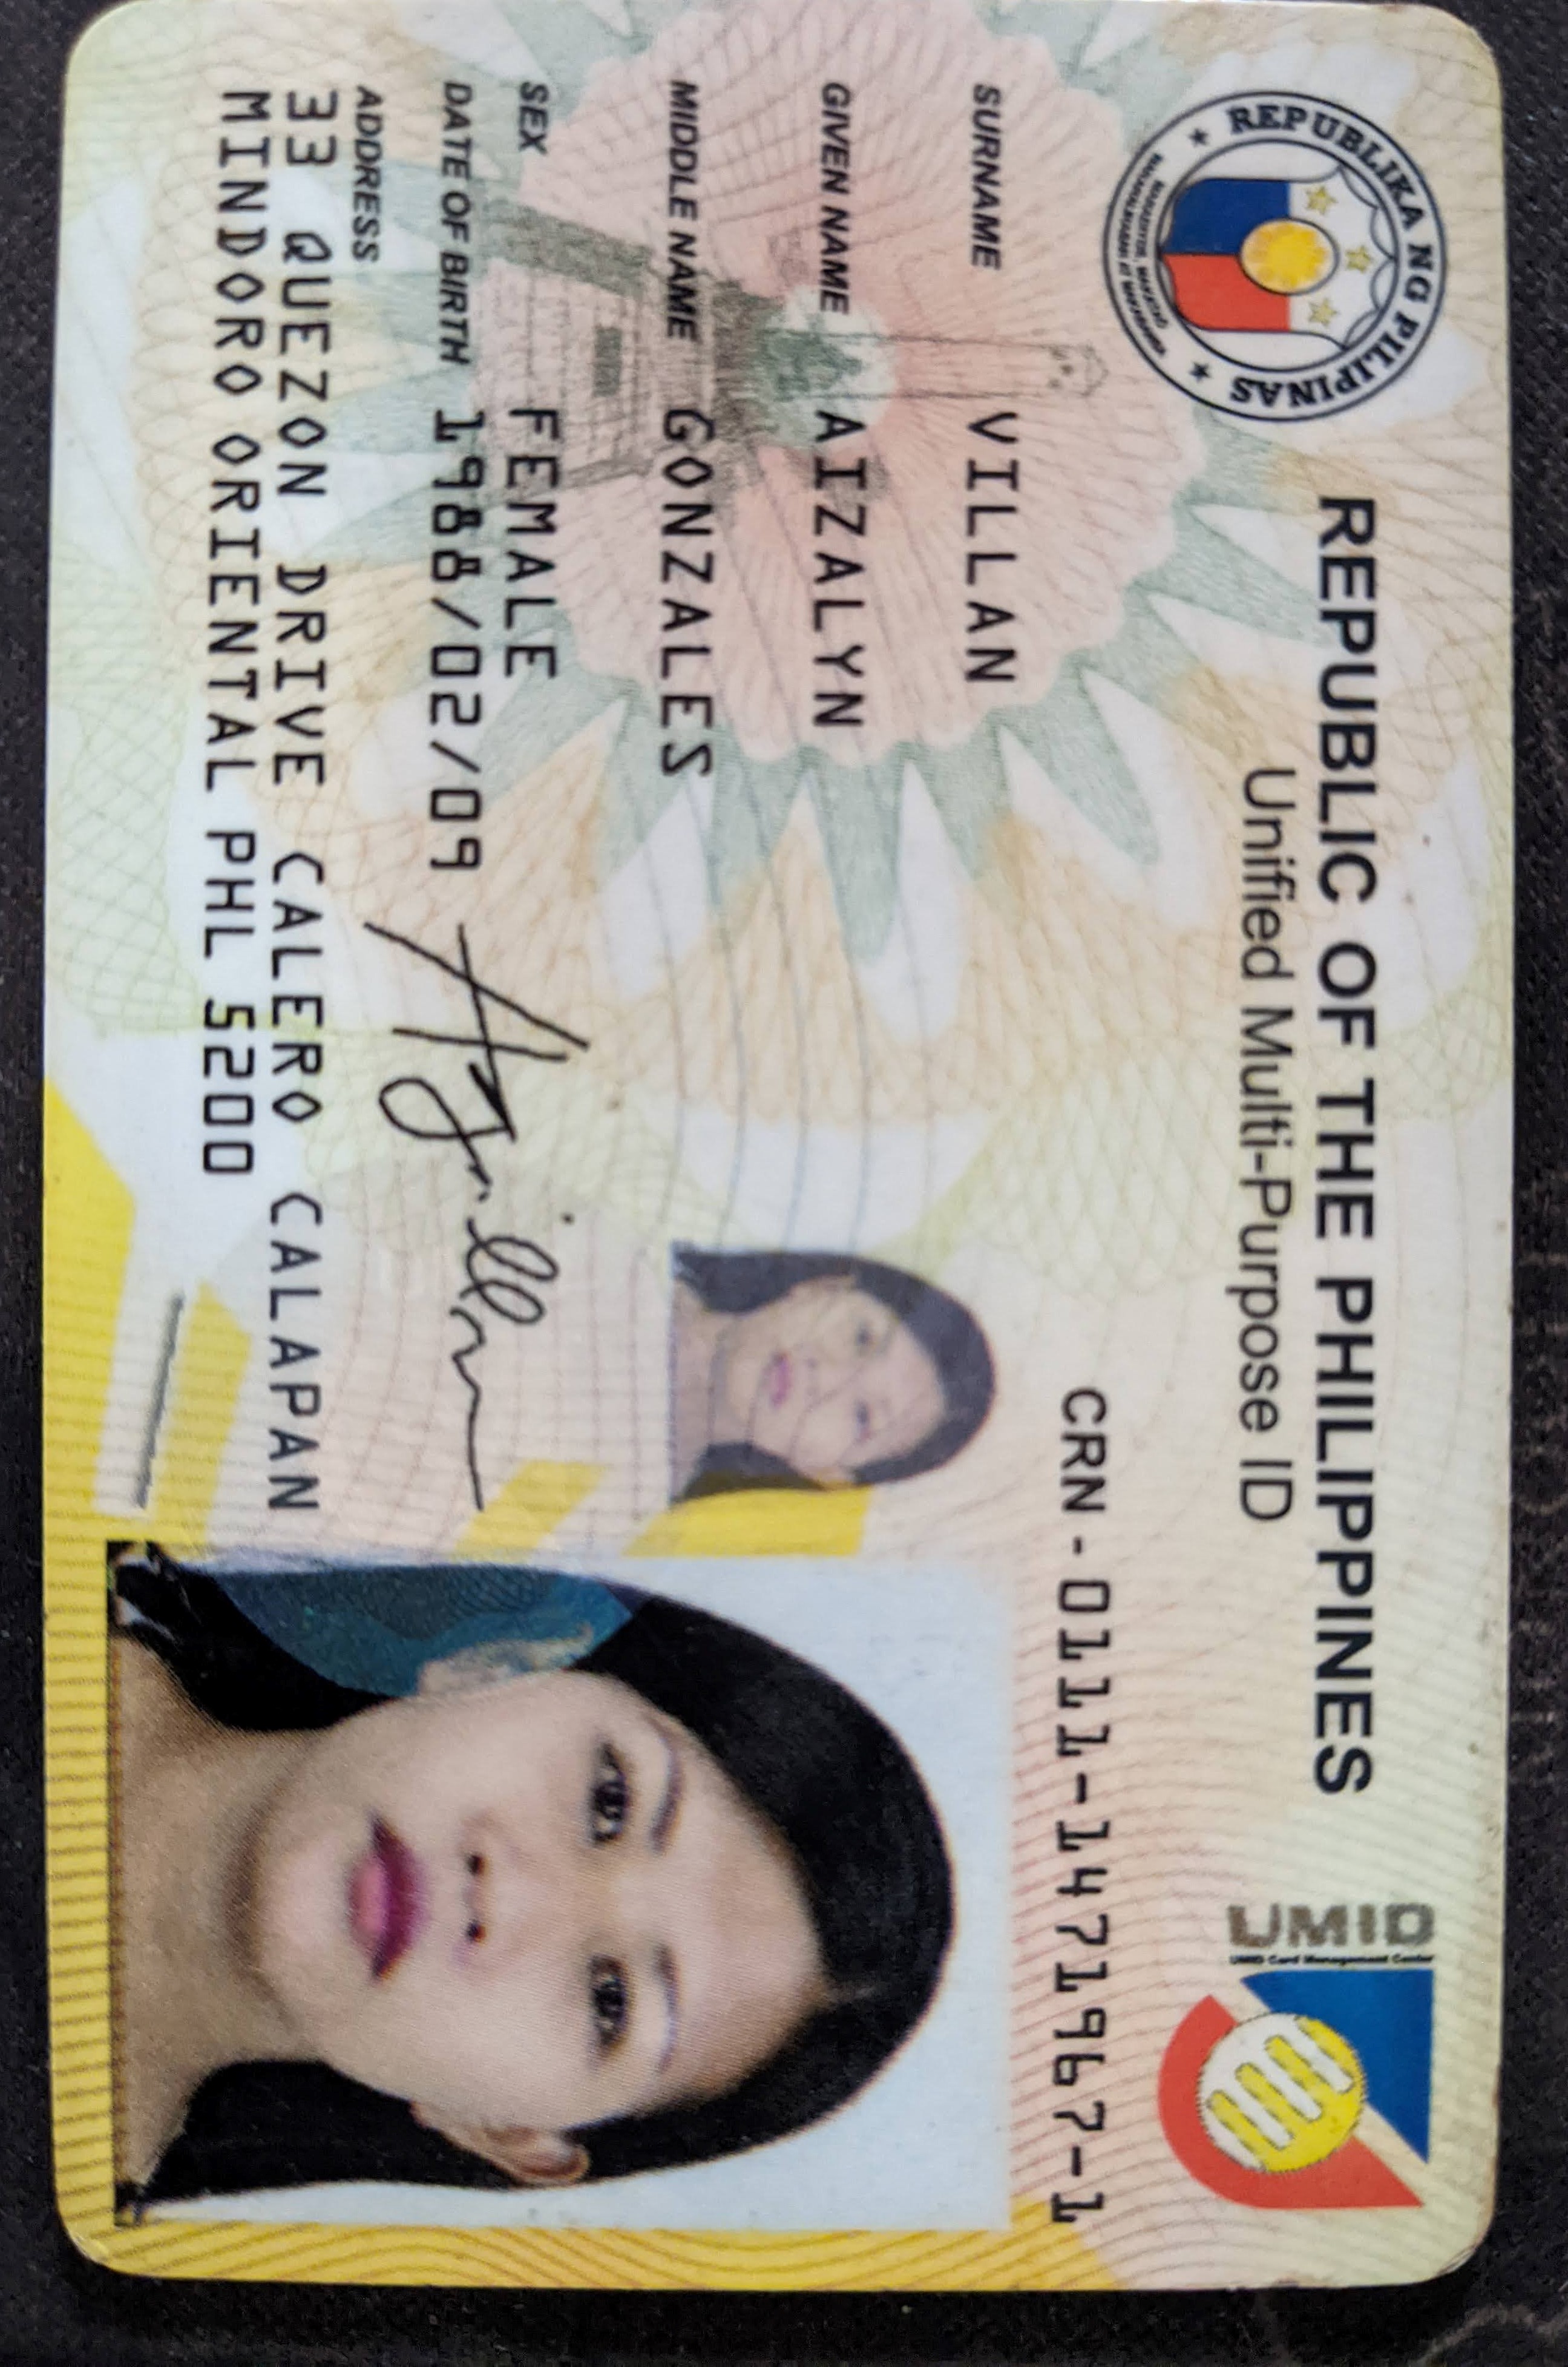 REPUBLIKA NG PILIPINAS
REPUBLIC OF THE PHILIPPINES
Unified Multi-Purpose ID
UMID
UMID Card Management Center
CRN-0111-1471967-1
SURNAME VILLAN
GIVEN NAME AIZALYN
MIDDLE NAME GONZALES
SEX FEMALE
DATE OF BIRTH 1988/02/09
ADDRESS
33 QUEZON DRIVE CALERO CALAPAN
MINDORO ORIENTAL PHL 5200